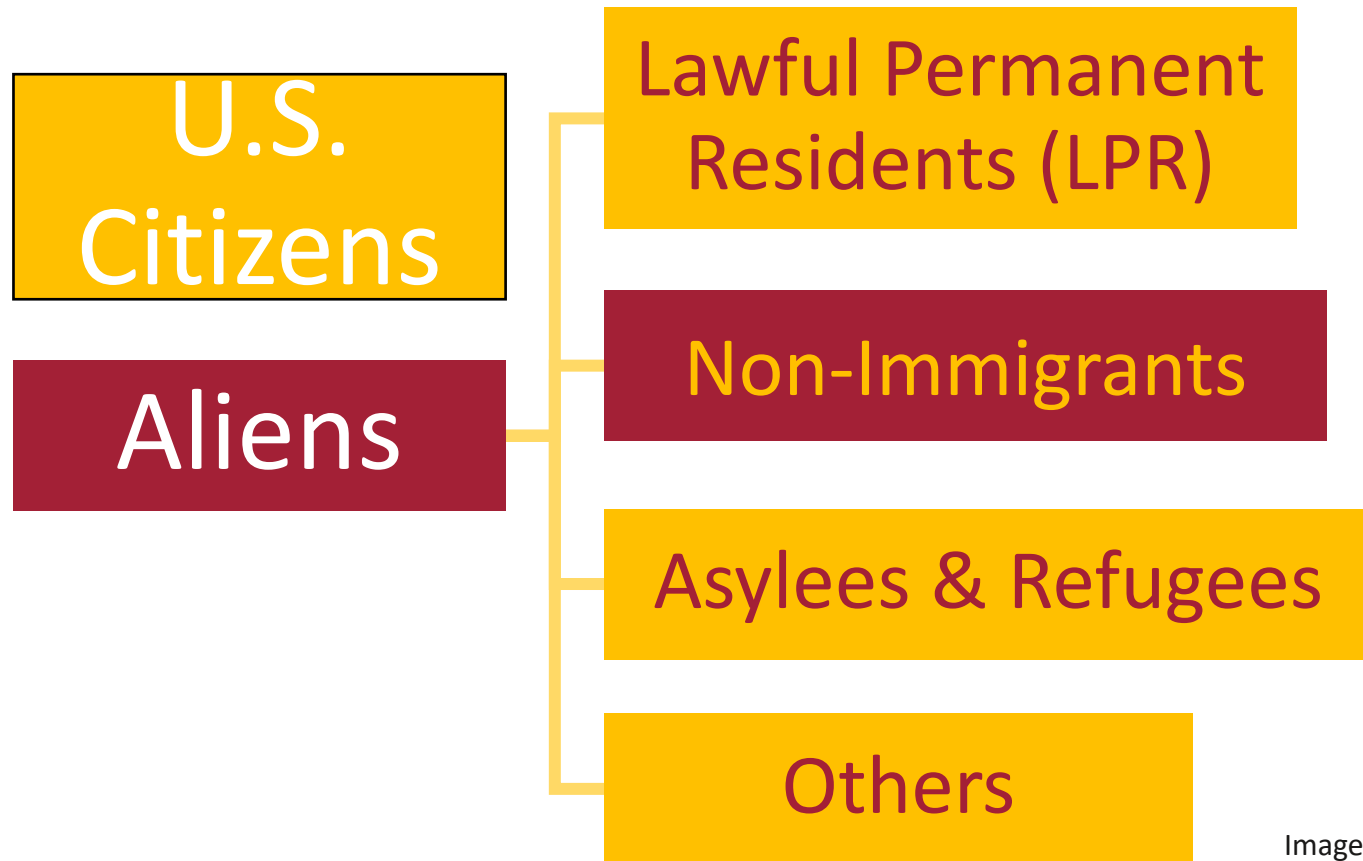 U.S.
Citizens
Aliens
Lawful Permanent
Residents (LPR)
Non-Immigrants
Asylees & Refugees
Others
Image